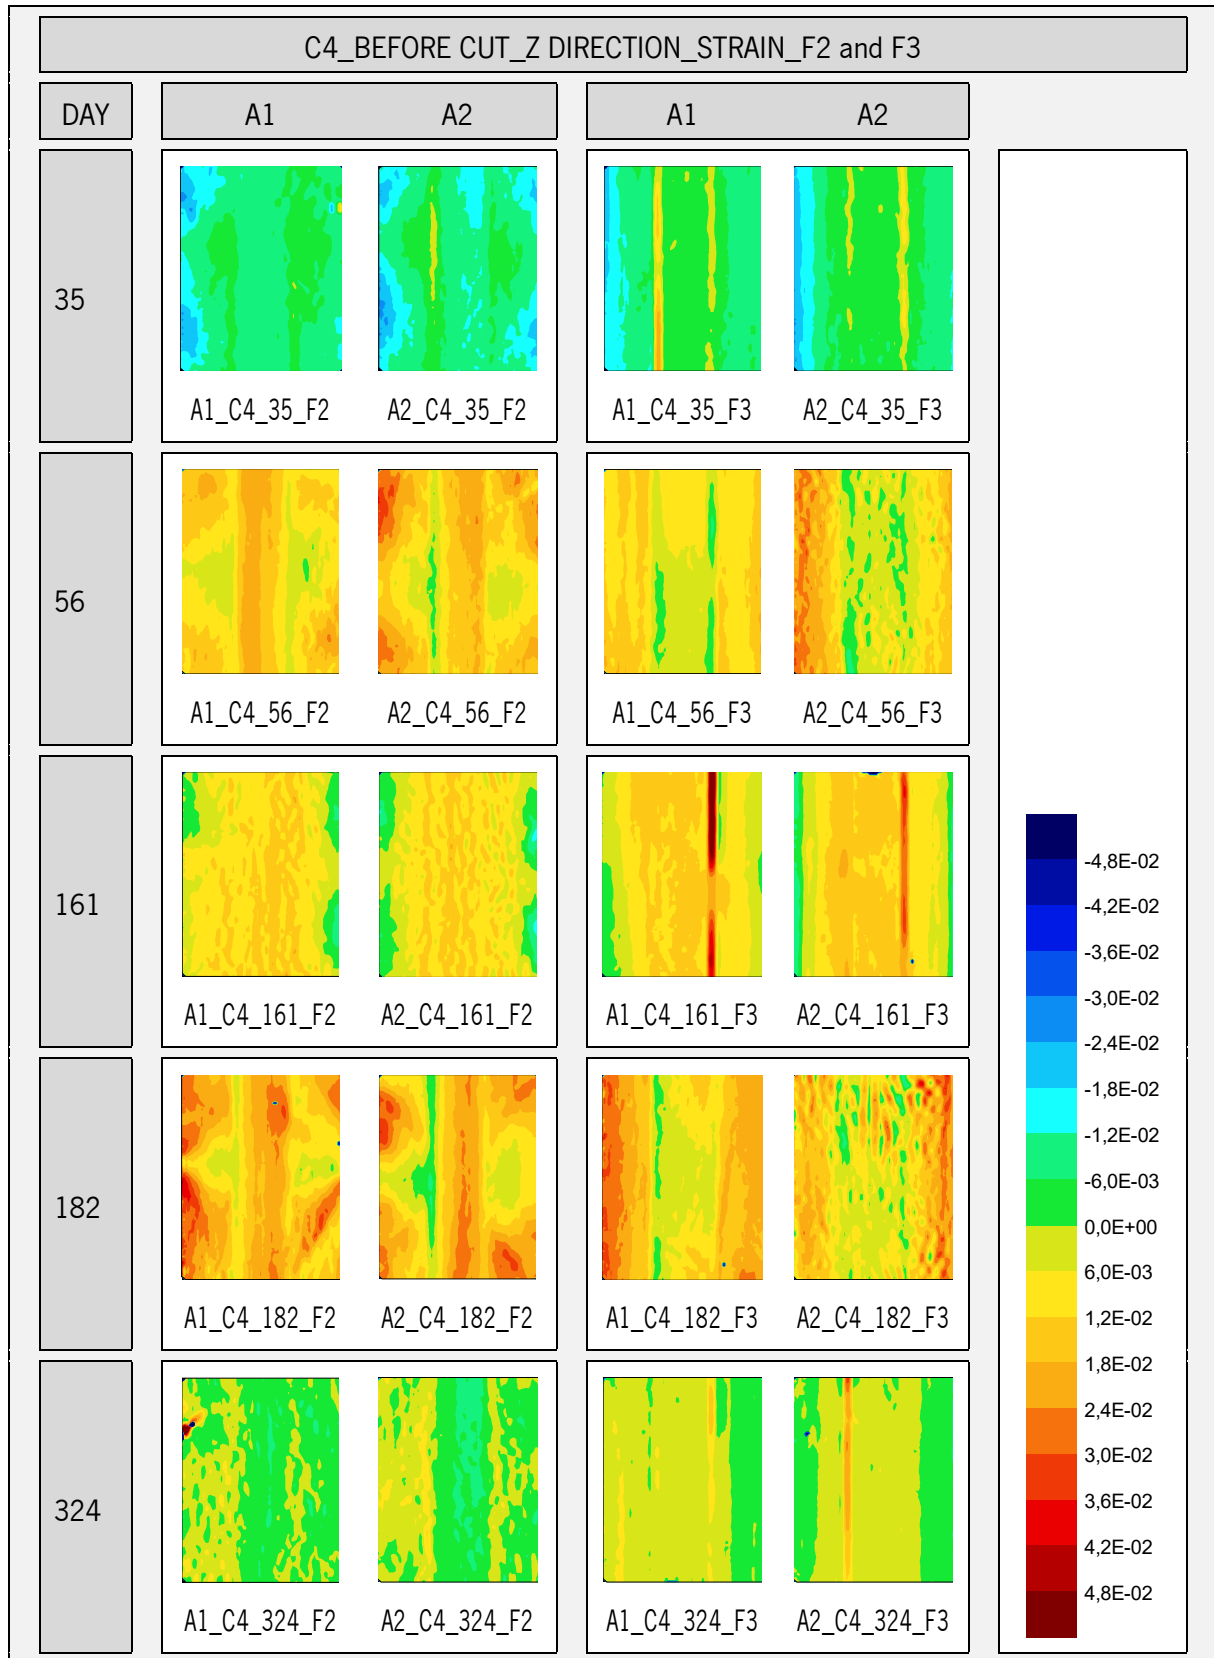 C4_BEFORE CUT_Z DIRECTION_STRAIN_F2 and F3
DAY A1 A2 A1 A2
35
A1_C4_35_F2 A2_C4_35_F2 A1_C4_35_F3 A2_C4_35_F3
56
A1_C4_56_F2 A2_C4_56_F2 A1_C4_56_F3 A2_C4_56_F3
161
A1_C4_161_F2 A2_C4_161_F2 A1_C4_161_F3 A2_C4_161_F3
182
A1_C4_182_F2 A2_C4_182_F2 A1_C4_182_F3 A2_C4_182_F3
324
A1_C4_324_F2 A2_C4_324_F2 A1_C4_324_F3 A2_C4_324_F3
-4,8E-02
-4,2E-02
-3,6E-02
-3,0E-02
-2,4E-02
-1,8E-02
-1,2E-02
-6,0E-03
0,0E+00
6,0E-03
1,2E-02
1,8E-02
2,4E-02
3,0E-02
3,6E-02
4,2E-02
4,8E-02